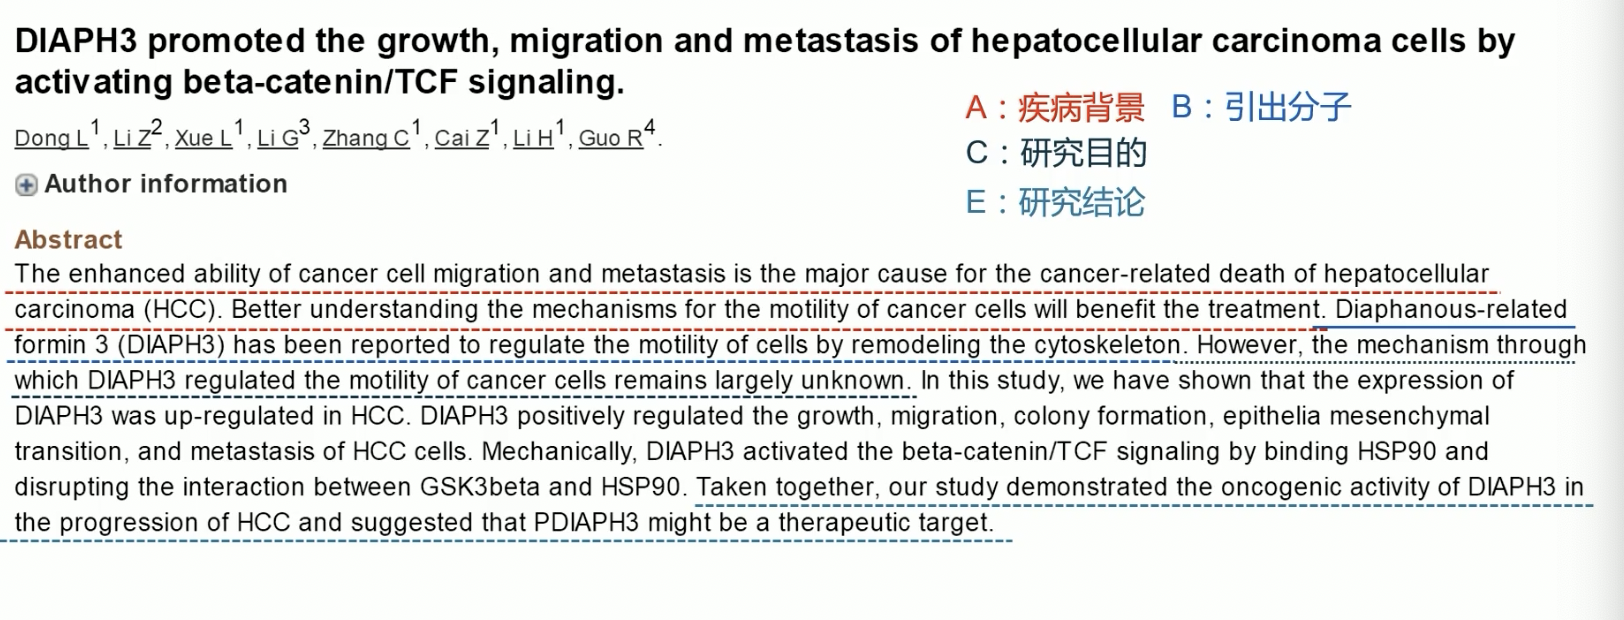 DIAPH3 promoted the growth, migration and metastasis of hepatocellular carcinoma cells by
activating beta-catenin/TCF signaling.
A：疾病背景 B：引出分子
Dong L1, Li Z2, Xue L1, Li G3, Zhang C1, Cai Z1, Li H1, Guo R4.
C：研究目的
Author information
E：研究结论
Abstract
The enhanced ability of cancer cell migration and metastasis is the major cause for the cancer-related death of hepatocellular
carcinoma (HCC). Better understanding the mechanisms for the motility of cancer cells will benefit the treatment. Diaphanous-related
formin 3 (DIAPH3) has been reported to regulate the motility of cells by remodeling the cytoskeleton. However, the mechanism through
which DIAPH3 regulated the motility of cancer cells remains largely unknown. In this study, we have shown that the expression of
DIAPH3 was up-regulated in HCC. DIAPH3 positively regulated the growth, migration, colony formation, epithelia mesenchymal
transition, and metastasis of HCC cells. Mechanically, DIAPH3 activated the beta-catenin/TCF signaling by binding HSP90 and
disrupting the interaction between GSK3beta and HSP90. Taken together, our study demonstrated the oncogenic activity of DIAPH3 in
the progression of HCC and suggested that PDIAPH3 might be a therapeutic target.